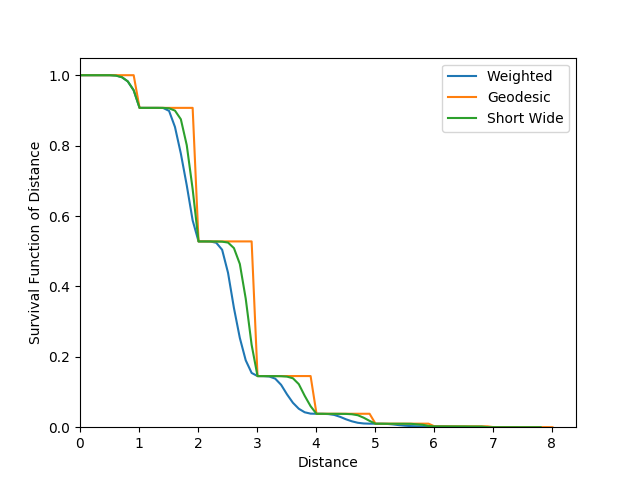 Weighted
Geodesic
Short Wide
Survival Function of Distance
1.0
0.8
0.6
0.4
0.2
0.0
0 1 2 3 4 5 6 7 8
Distance